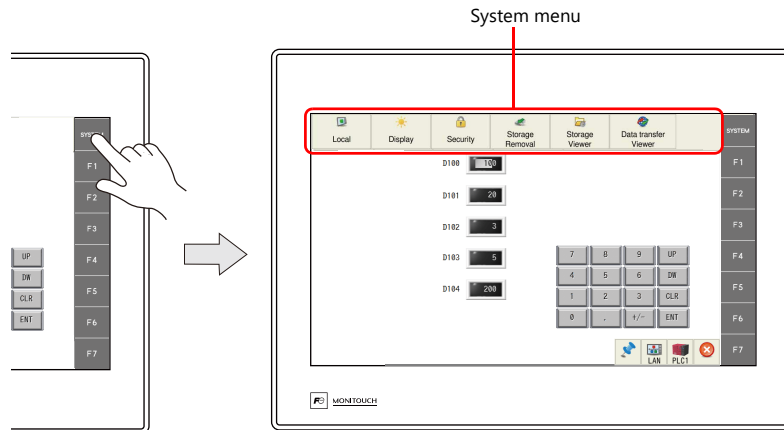 System menu
SYSTEM
F1
F2
F3
F4
F5
F6
F7
UP
DW
CLR
ENT
Local
Display
Security
Storage
Removal
Storage
Viewer
Data transfer
Viewer
SYSTEM
F1
F2
F3
F4
F5
F6
F7
D100 100
D101 20
D102 3
D103 5
D104 200
7 8 9 UP
4 5 6 DW
1 2 3 CLR
0 . +/- ENT
LAN PLC1
MONITOUCH